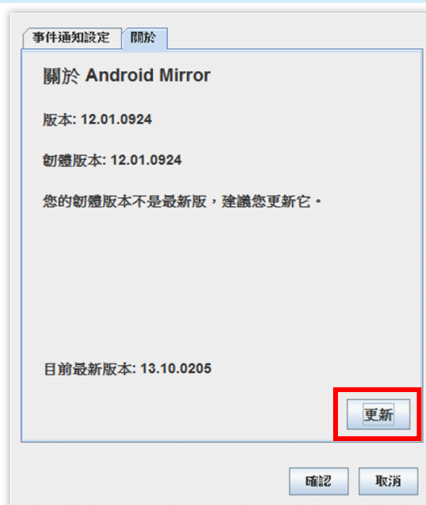 事件通知設定 關於
關於 Android Mirror
版本: 12.01.0924
韌體版本: 12.01.0924
您的韌體版本不是最新版，建議您更新它。
目前最新版本: 13.10.0205
更新
確認 取消